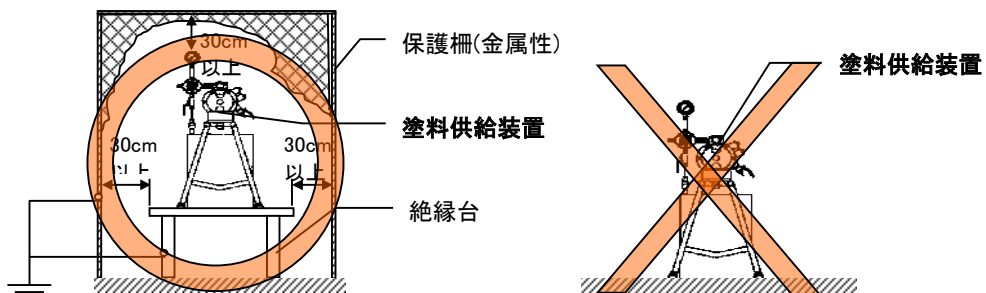 30cm
以上
保護柵(金属性)
塗料供給装置
30cm
以上
30cm
以上
絶縁台
塗料供給装置